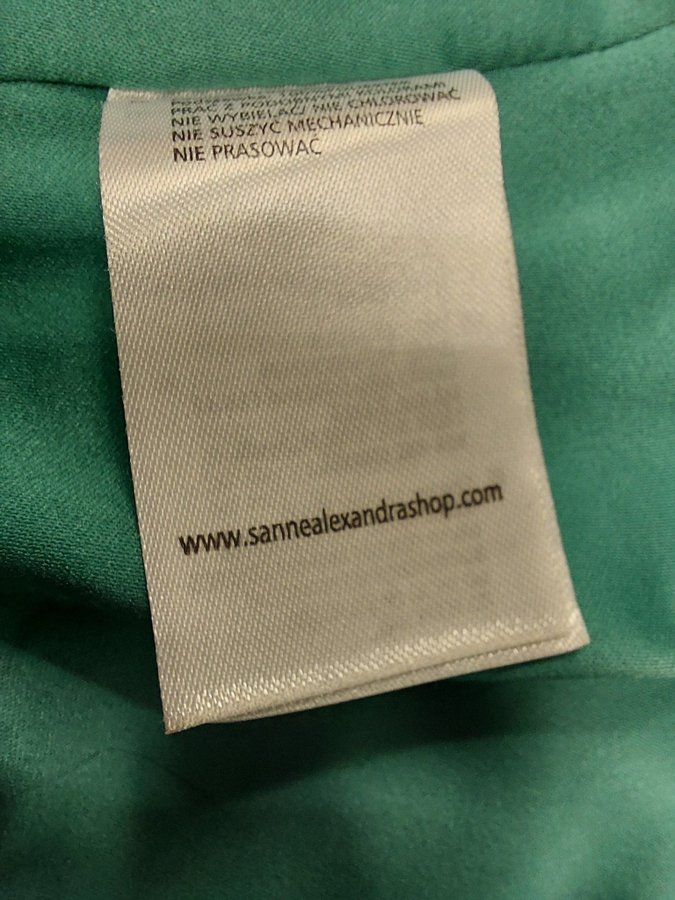 PRAĆ Z PODOBNYMI KOLORAMI
NIE WYBIELAĆ/ NIE CHLOROWAĆ
NIE SUSZYĆ MECHANICZNIE
NIE PRASOWAĆ
www.sannealexandrashop.com